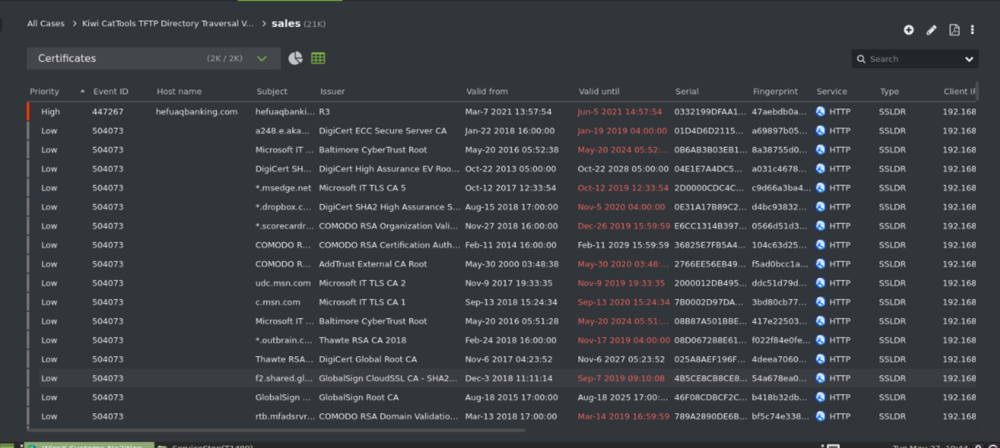 All Cases > Kiwi CatTools TFTP Directory Traversal V... > sales (21K)
Certificates (2K / 2K) Search
Priority Event ID Host name Subject Issuer Valid from Valid until Serial Fingerprint Service Type Client IP
High 447267 hefuaqbanking.com hefuaqbanki... R3 Mar-7 2021 13:57:54 Jun-5 2021 14:57:54 0332199DFAA1... 47aebdb0a... HTTP SSLDR 192.168
Low 504073 a248.e.aka... DigiCert ECC Secure Server CA Jan-22 2018 16:00:00 Jan-19 2019 04:00:00 01D4D6D2115... a69897b05... HTTP SSLDR 192.168
Low 504073 Microsoft IT ... Baltimore CyberTrust Root May-20 2016 05:52:38 May-20 2024 05:52:... 0B6AB3B03EB1... 8a38755d0... HTTP SSLDR 192.168
Low 504073 DigiCert SH... DigiCert High Assurance EV Roo... Oct-22 2013 05:00:00 Oct-22 2028 05:00:00 04E1E7A4DC5... a031c4678... HTTP SSLDR 192.168
Low 504073 *.msedge.net Microsoft IT TLS CA 5 Oct-12 2017 12:33:54 Oct-12 2019 12:33:54 2D0000CDC4C... c9d66a3ba4... HTTP SSLDR 192.168
Low 504073 *.dropbox.c... DigiCert SHA2 High Assurance S... Aug-15 2018 17:00:00 Nov-5 2020 04:00:00 0E31A17B89C2... d4bc93832... HTTP SSLDR 192.168
Low 504073 *.scorecardr... COMODO RSA Organization Vali... Nov-27 2018 16:00:00 Dec-26 2019 15:59:59 E6CC1314B397... 0566d51d3... HTTP SSLDR 192.168
Low 504073 COMODO R... COMODO RSA Certification Auth... Feb-11 2014 16:00:00 Feb-11 2029 15:59:59 36825E7FB5A4... 104c63d25... HTTP SSLDR 192.168
Low 504073 COMODO R... AddTrust External CA Root May-30 2000 03:48:38 May-30 2020 03:48:... 2766EE56EB49... f5ad0bcc1a... HTTP SSLDR 192.168
Low 504073 udc.msn.com Microsoft IT TLS CA 2 Nov-9 2017 19:33:35 Nov-9 2019 19:33:35 2000012DB495... ddc51d79d... HTTP SSLDR 192.168
Low 504073 c.msn.com Microsoft IT TLS CA 1 Sep-13 2018 15:24:34 Sep-13 2020 15:24:34 7B0002D97DA... 3bd80cb77... HTTP SSLDR 192.168
Low 504073 Microsoft IT ... Baltimore CyberTrust Root May-20 2016 05:51:28 May-20 2024 05:51:... 08B87A501BBE... 417e22503... HTTP SSLDR 192.168
Low 504073 *.outbrain.c... Thawte RSA CA 2018 Feb-24 2018 16:00:00 Nov-17 2019 04:00:00 08D067288E61... f022f84e0fe... HTTP SSLDR 192.168
Low 504073 Thawte RSA... DigiCert Global Root CA Nov-6 2017 04:23:52 Nov-6 2027 05:23:52 025A8AEF196F... 4deea7060... HTTP SSLDR 192.168
Low 504073 f2.shared.gl... GlobalSign CloudSSL CA - SHA2... Dec-3 2018 11:11:14 Sep-7 2019 09:10:08 4B5CE8CB8CE8... 54a678ea0... HTTP SSLDR 192.168
Low 504073 GlobalSign ... GlobalSign Root CA Aug-18 2015 17:00:00 Aug-18 2025 17:00:... 46F08CDBCF2C... b418b32db... HTTP SSLDR 192.168
Low 504073 rtb.mfadsrvr... COMODO RSA Domain Validatio... Mar-13 2018 17:00:00 Mar-14 2019 16:59:59 789A2890DE6B... bf5c74e338... HTTP SSLDR 192.168
WireX Systems Ne2ition ServiceStop(T1489) Tue May 27, 19:44